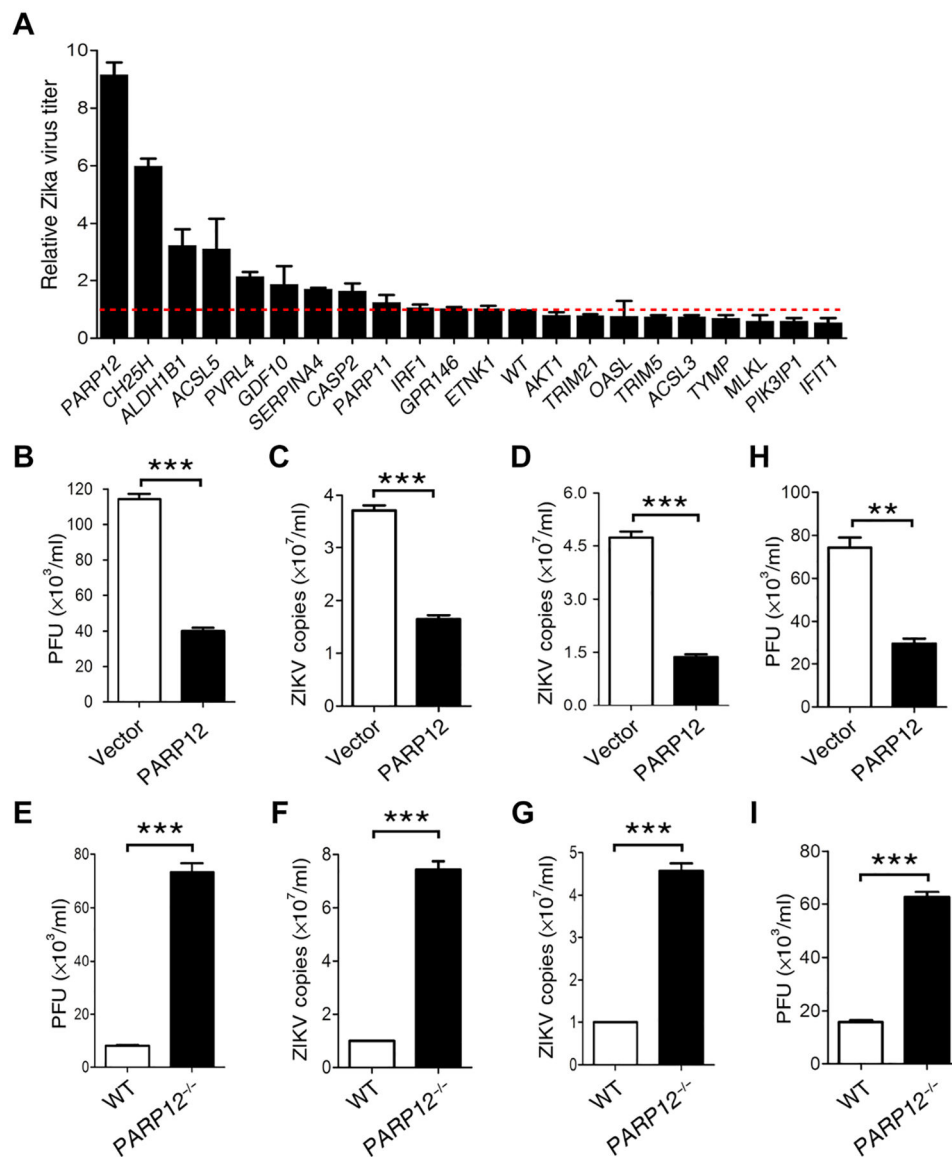 A
Relative Zika virus titer
10
8
6
4
2
0
PARP12
CH25H
ALDH1B1
ACSL5
PVRL4
GDF10
SERPINA4
CASP2
PARP11
IRF1
GPR146
ETNK1
WT
AKT1
TRIM21
OASL
TRIM5
ACSL3
TYMP
MLKL
PIK3IP1
IFIT1
B
***
PFU (×10³/ml)
120
100
80
60
40
20
0
Vector
PARP12
C
***
ZIKV copies (×10⁷/ml)
4
3
2
1
0
Vector
PARP12
D
***
ZIKV copies (×10⁷/ml)
6.0
4.5
3.0
1.5
0.0
Vector
PARP12
H
**
PFU (×10³/ml)
100
80
60
40
20
0
Vector
PARP12
E
***
PFU (×10³/ml)
80
60
40
20
0
WT
PARP12⁻/⁻
F
***
ZIKV copies (×10⁷/ml)
8
6
4
2
0
WT
PARP12⁻/⁻
G
***
ZIKV copies (×10⁷/ml)
5
4
3
2
1
0
WT
PARP12⁻/⁻
I
***
PFU (×10³/ml)
80
60
40
20
0
WT
PARP12⁻/⁻